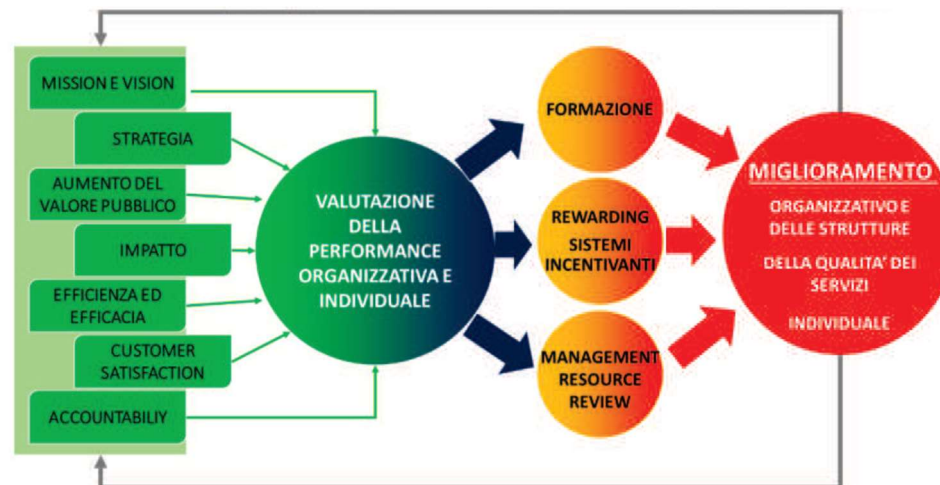 MISSION E VISION
STRATEGIA
AUMENTO DEL
VALORE PUBBLICO
IMPATTO
EFFICIENZA ED
EFFICACIA
CUSTOMER
SATISFACTION
ACCOUNTABILIY
VALUTAZIONE
DELLA
PERFORMANCE
ORGANIZZATIVA E
INDIVIDUALE
FORMAZIONE
REWARDING
SISTEMI
INCENTIVANTI
MANAGEMENT
RESOURCE
REVIEW
MIGLIORAMENTO
ORGANIZZATIVO E
DELLE STRUTTURE
DELLA QUALITA' DEI
SERVIZI
INDIVIDUALE